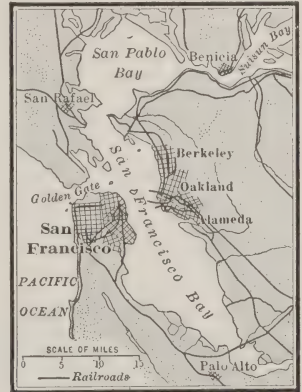 San Pablo
Bay
Benicia
Suisun Bay
San Rafael
Berkeley
Oakland
Alameda
San Francisco Bay
Golden Gate
San
Francisco
PACIFIC
OCEAN
SCALE OF MILES
0 5 10 15
Railroads
Palo Alto